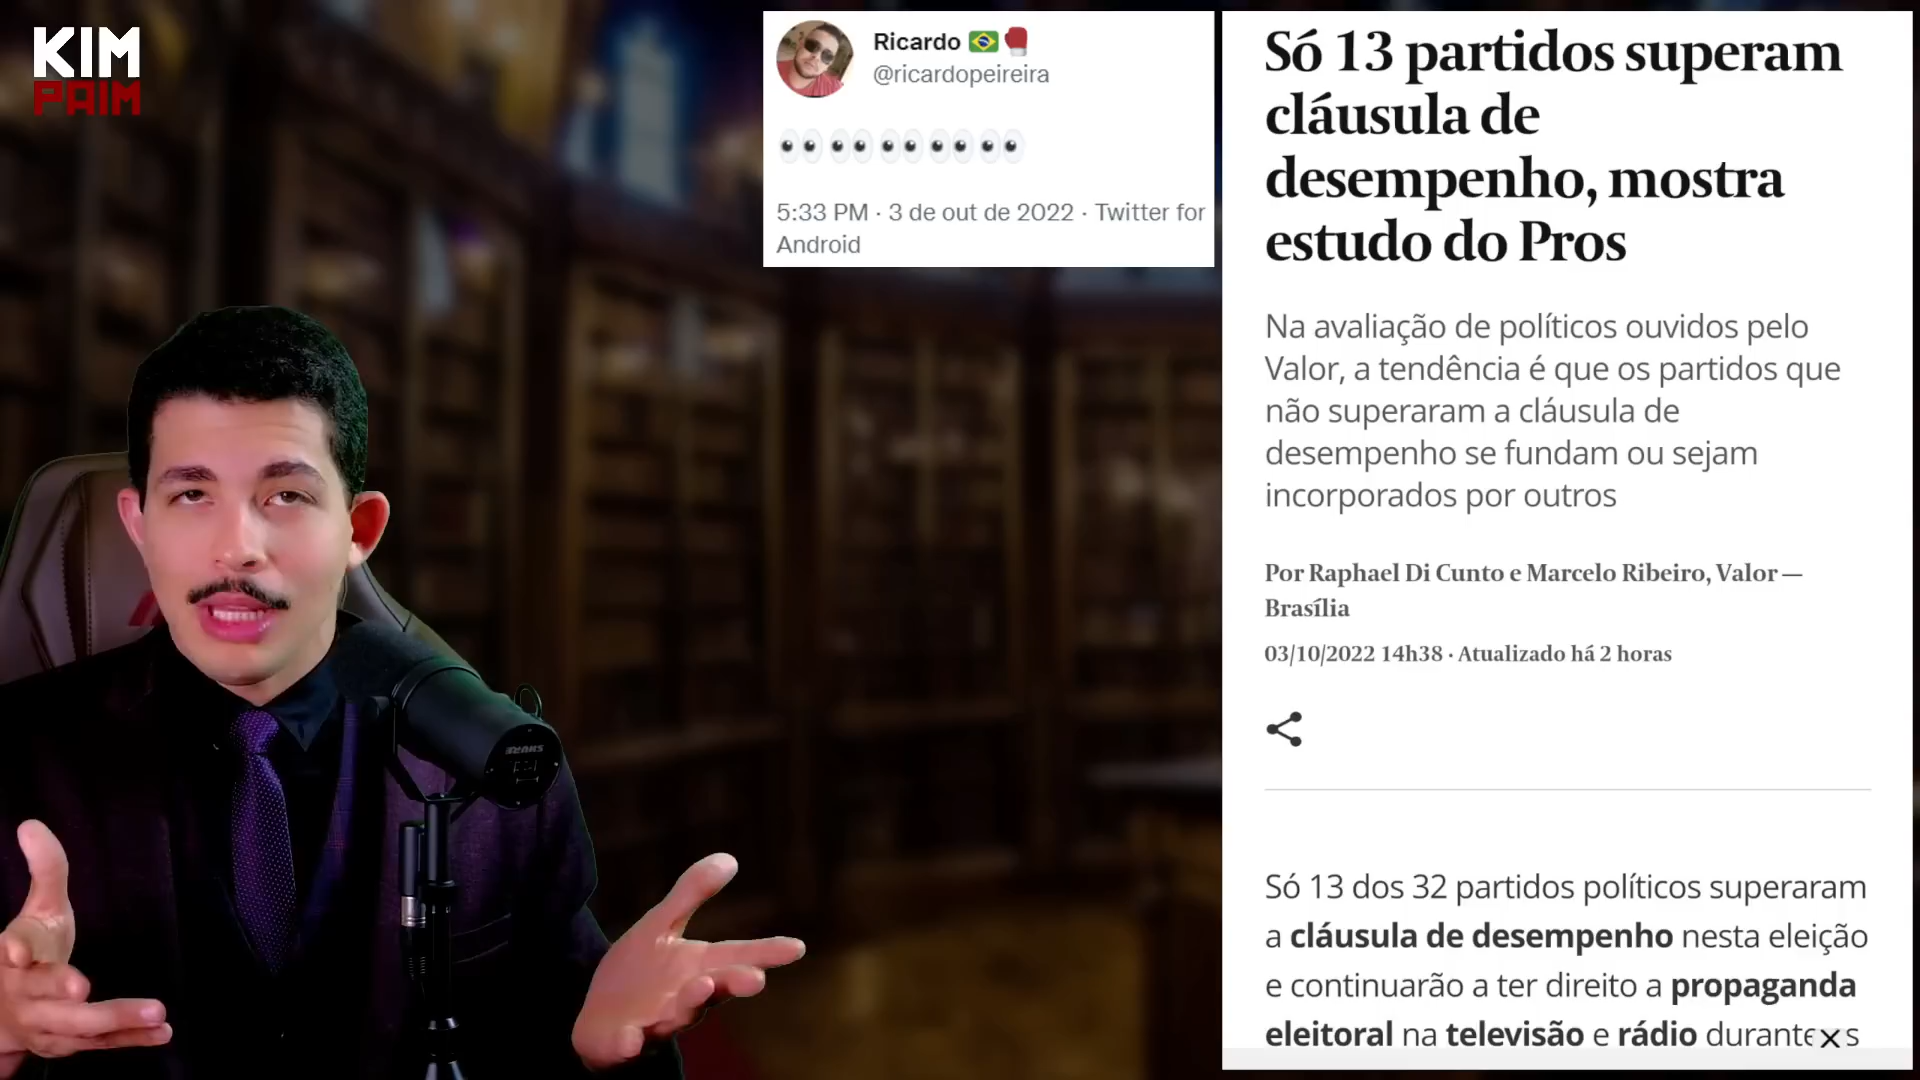 KIM
PAIM
Ricardo
@ricardopeireira
5:33 PM · 3 de out de 2022 · Twitter for
Android
Só 13 partidos superam
cláusula de
desempenho, mostra
estudo do Pros
Na avaliação de políticos ouvidos pelo
Valor, a tendência é que os partidos que
não superaram a cláusula de
desempenho se fundam ou sejam
incorporados por outros
Por Raphael Di Cunto e Marcelo Ribeiro, Valor —
Brasília
03/10/2022 14h38 · Atualizado há 2 horas
Só 13 dos 32 partidos políticos superaram
a cláusula de desempenho nesta eleição
e continuarão a ter direito a propaganda
eleitoral na televisão e rádio durante s
SHURE